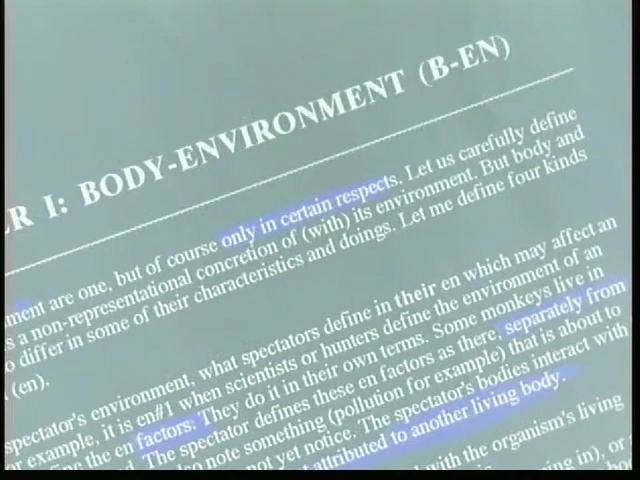 R I: BODY-ENVIRONMENT (B-EN)
ment are one, but of course only in certain respects. Let us carefully define
s a non-representational concretion of (with) its environment. But body and
o differ in some of their characteristics and doings. Let me define four kinds
(en).
spectator's environment, what spectators define in their en which may affect an
or example, it is en#1 when scientists or hunters define the environment of an
the en factors. They do it in their own terms. Some monkeys live in
The spectator defines these en factors as there, separately from
note something (pollution for example) that is about to
not yet notice. The spectator's bodies interact with
attributed to another living body.
with the organism's living
in), or